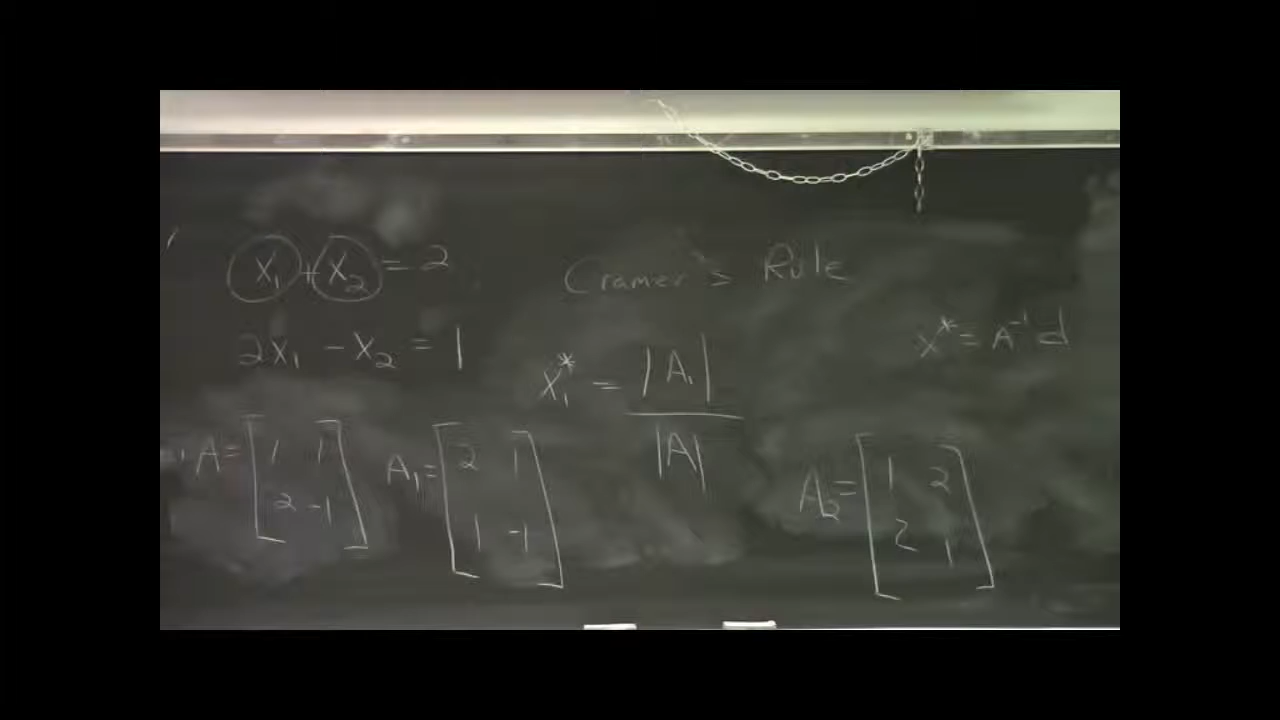 x₁ + x₂ = 2
2x₁ - x₂ = 1
Cramer's Rule
x₁* = |A₁| / |A|
x* = A⁻¹d
A = [1 1; 2 -1]
A₁ = [2 1; 1 -1]
A₂ = [1 2; 2 1]